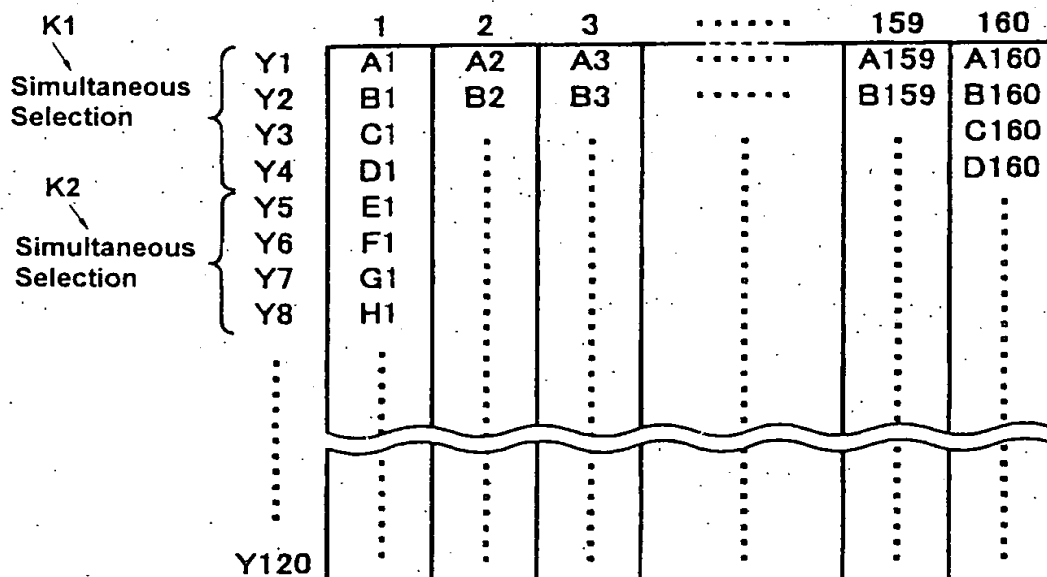 K1
1 2 3 ······ 159 160
Simultaneous Selection
Y1 A1 A2 A3 ······ A159 A160
Y2 B1 B2 B3 ······ B159 B160
Y3 C1 C160
Y4 D1 D160
K2
Simultaneous Selection
Y5 E1
Y6 F1
Y7 G1
Y8 H1
Y120